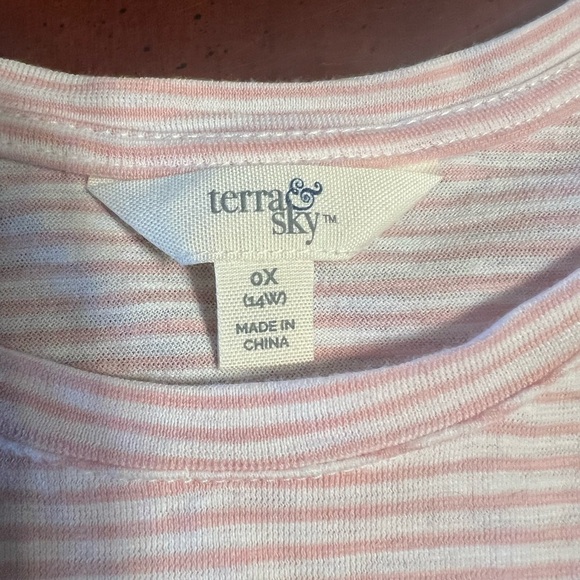 terra &
sky™
0X
(14W)
MADE IN
CHINA